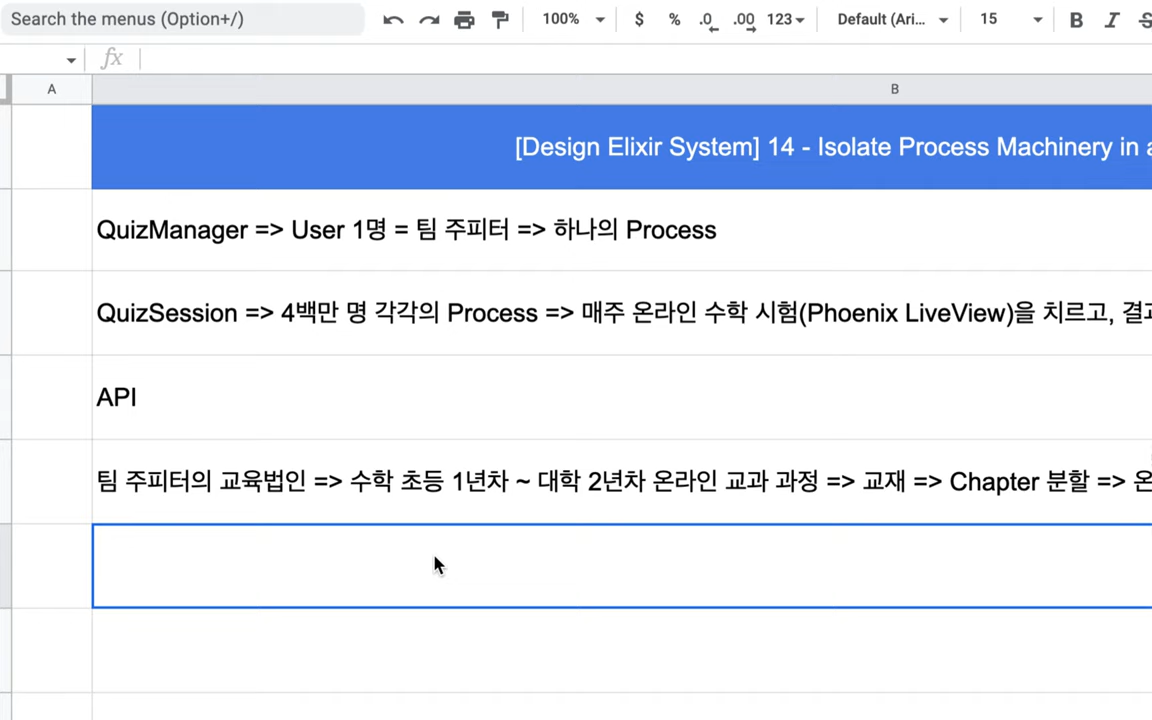 Search the menus (Option+/)
100%
$
%
.0
.00
123
Default (Ari...
15
B
I
S
fx
A
B
[Design Elixir System] 14 - Isolate Process Machinery in a
QuizManager => User 1명 = 팀 주피터 => 하나의 Process
QuizSession => 4백만 명 각각의 Process => 매주 온라인 수학 시험(Phoenix LiveView)을 치르고, 결과
API
팀 주피터의 교육법인 => 수학 초등 1년차 ~ 대학 2년차 온라인 교과 과정 => 교재 => Chapter 분할 => 온